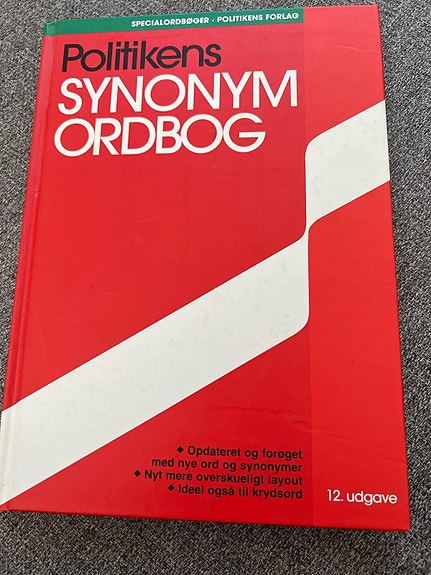 SPECIALORDBØGER • POLITIKENS FORLAG
Politikens
SYNONYM
ORDBOG
◆ Opdateret og forøget
med nye ord og synonymer
◆ Nyt mere overskueligt layout
◆ Ideel også til krydsord
12. udgave